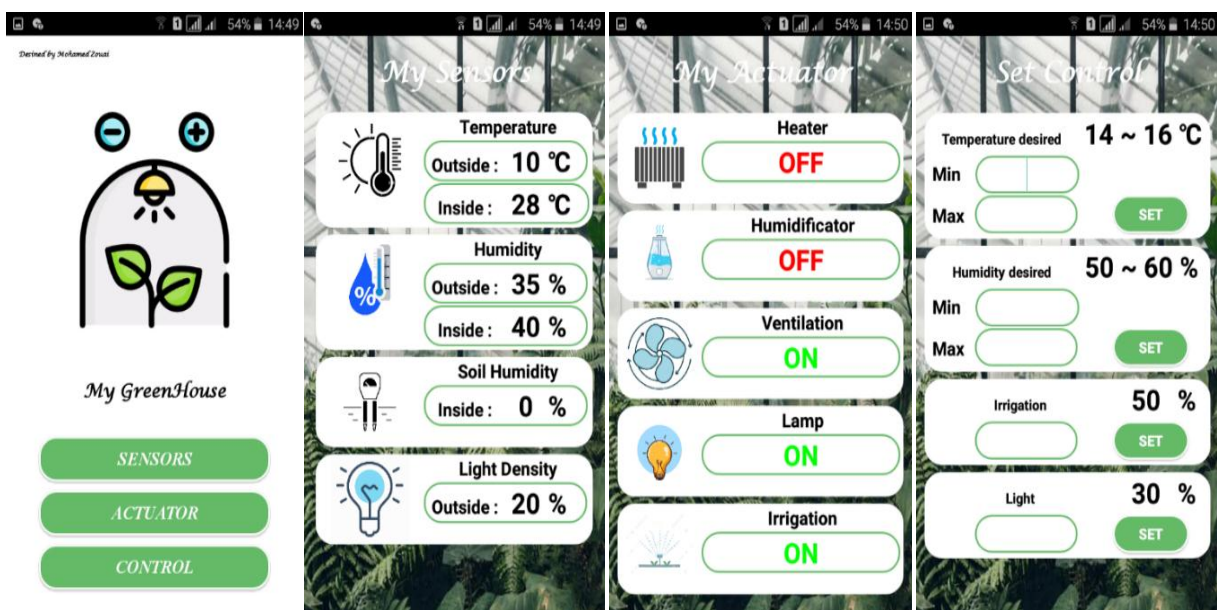 54% 14:49
Desined by Mohamed Zouai
My GreenHouse
SENSORS
ACTUATOR
CONTROL
54% 14:49
My Sensors
Temperature
Outside : 10 °C
Inside : 28 °C
Humidity
%
Outside : 35 %
Inside : 40 %
Soil Humidity
Inside : 0 %
Light Density
Outside : 20 %
54% 14:50
My Actuator
Heater
OFF
Humidificator
OFF
Ventilation
ON
Lamp
ON
Irrigation
ON
54% 14:50
Set Control
Temperature desired 14 ~ 16 °C
Min
Max SET
Humidity desired 50 ~ 60 %
Min
Max SET
Irrigation 50 %
SET
Light 30 %
SET